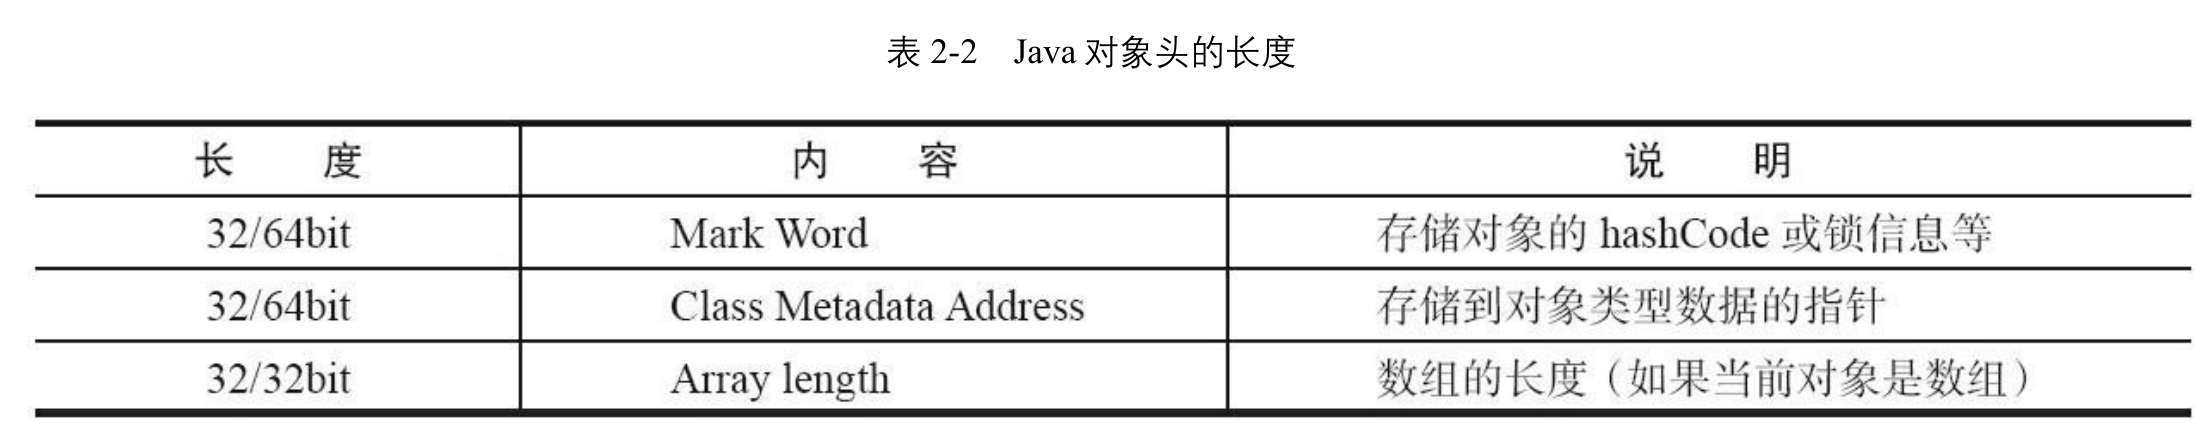 表 2-2 Java 对象头的长度
长 度 内 容 说 明
32/64bit Mark Word 存储对象的 hashCode 或锁信息等
32/64bit Class Metadata Address 存储到对象类型数据的指针
32/32bit Array length 数组的长度（如果当前对象是数组）